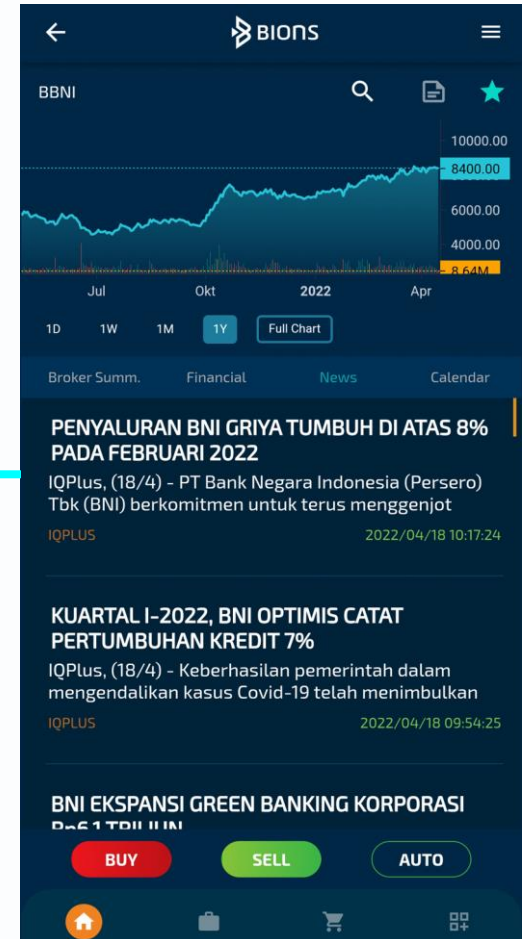 BIONS
BBNI
10000.00
8400.00
6000.00
4000.00
8.64M
Jul Okt 2022 Apr
1D 1W 1M 1Y Full Chart
Broker Summ. Financial News Calendar
PENYALURAN BNI GRIYA TUMBUH DI ATAS 8%
PADA FEBRUARI 2022
IQPlus, (18/4) - PT Bank Negara Indonesia (Persero)
Tbk (BNI) berkomitmen untuk terus menggenjot
IQPLUS 2022/04/18 10:17:24
KUARTAL I-2022, BNI OPTIMIS CATAT
PERTUMBUHAN KREDIT 7%
IQPlus, (18/4) - Keberhasilan pemerintah dalam
mengendalikan kasus Covid-19 telah menimbulkan
IQPLUS 2022/04/18 09:54:25
BNI EKSPANSI GREEN BANKING KORPORASI
BUY SELL AUTO